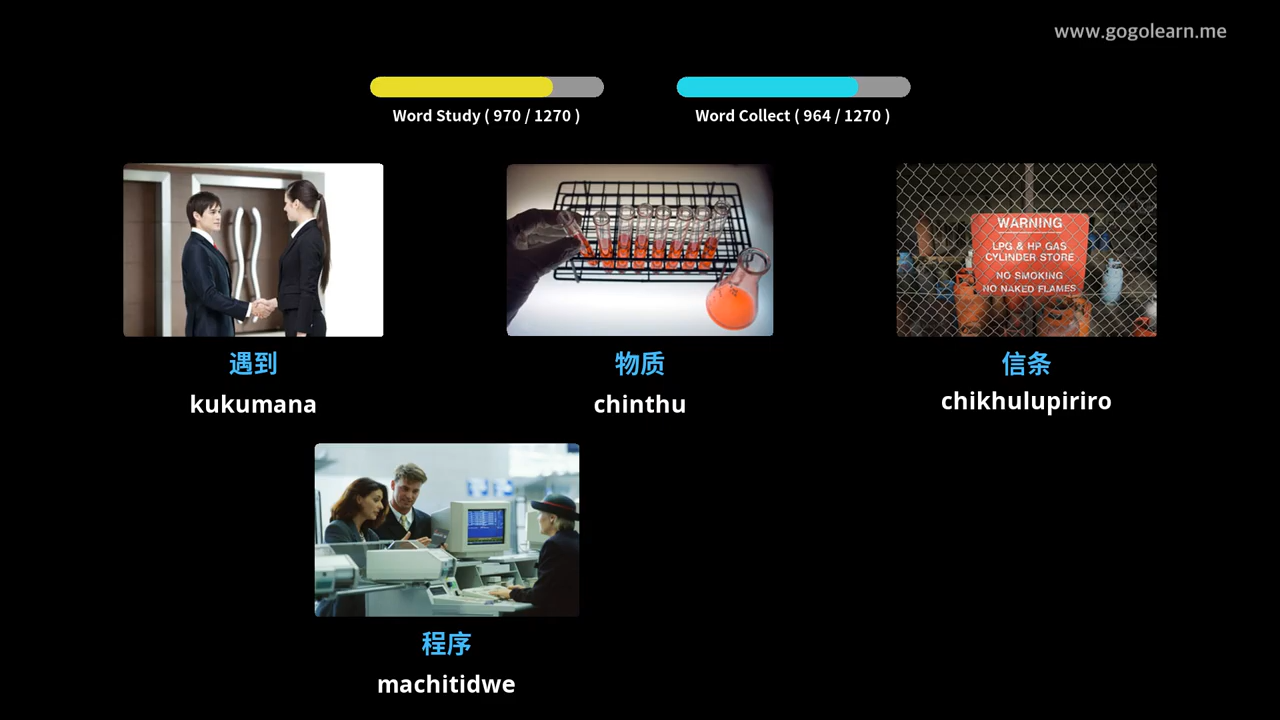 www.gogolearn.me
Word Study ( 970 / 1270 )
Word Collect ( 964 / 1270 )
WARNING
LPG & HP GAS
CYLINDER STORE
NO SMOKING
NO NAKED FLAMES
遇到
kukumana
物质
chinthu
信条
chikhulupiriro
程序
machitidwe